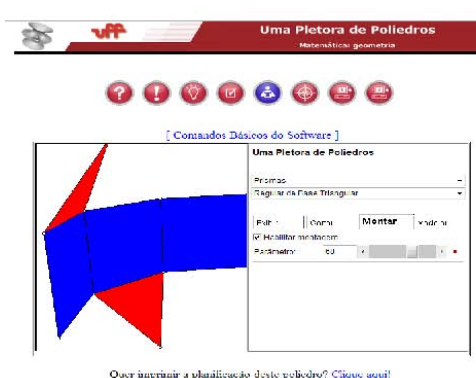 uff
Uma Pletora de Poliedros
Matemática: geometria
[ Comandos Básicos do Software ]
Uma Pletora de Poliedros
Prismas
Regular de Base Triangular
Montar
Habilitar montagem
Parâmetro: 60
Quer imprimir a planificação deste poliedro? Clique aqui!